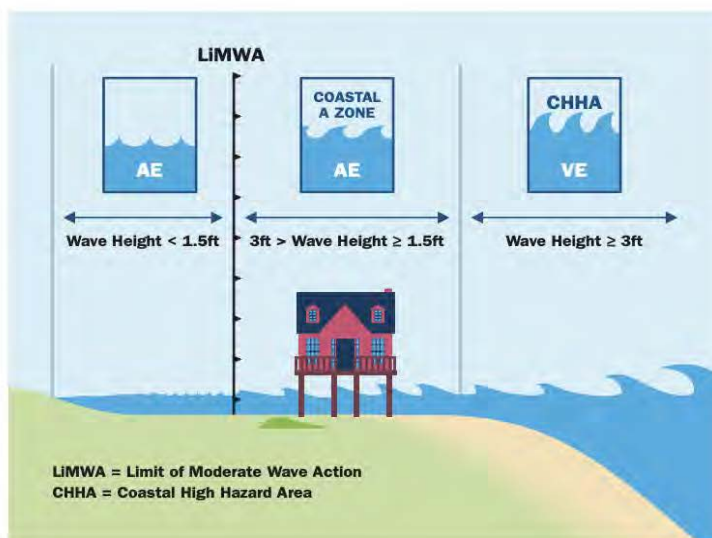 LiMWA
COASTAL
A ZONE
CHHA
AE
AE
VE
Wave Height < 1.5ft
3ft > Wave Height ≥ 1.5ft
Wave Height ≥ 3ft
LiMWA = Limit of Moderate Wave Action
CHHA = Coastal High Hazard Area